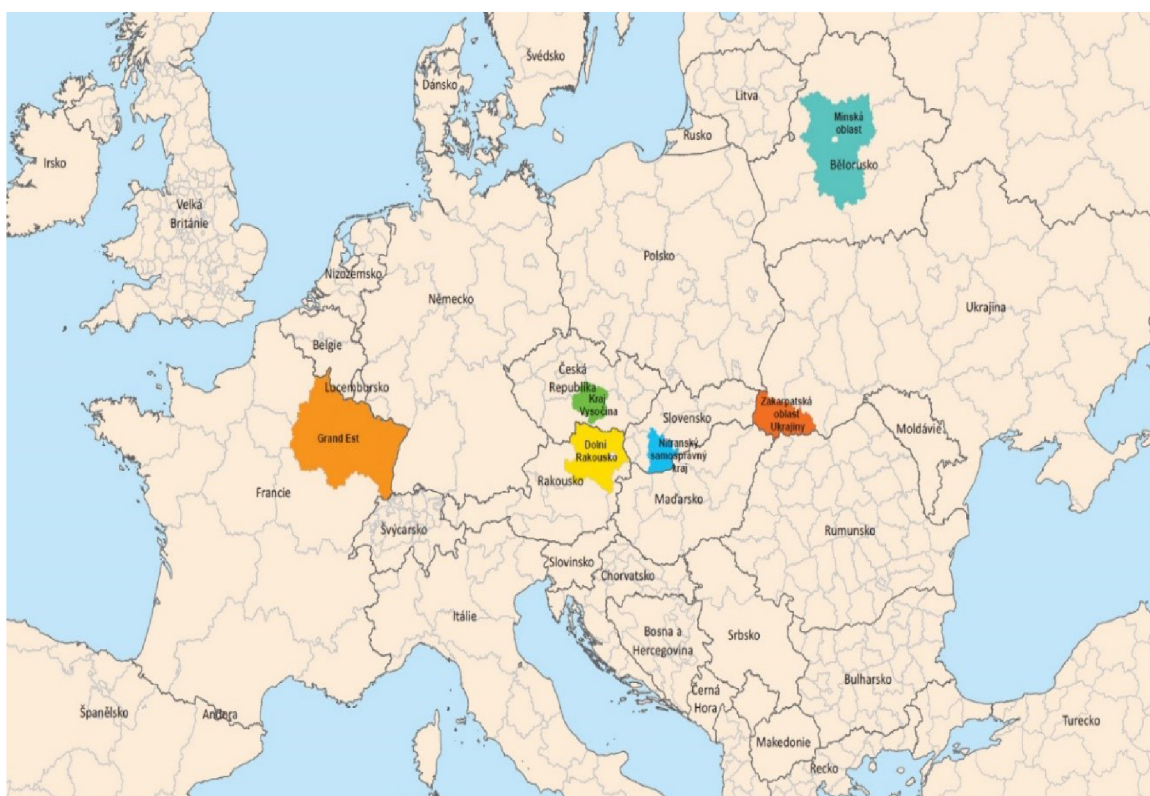 Švédsko
Dánsko
Litva
Minská
oblast
Rusko
Irsko
Bělorusko
Velká
Británie
Polsko
Nizozemsko
Německo
Ukrajina
Belgie
Česká
Republika
Lucembursko
Kraj
Vysočina
Zakarpatská
oblast
Ukrajiny
Slovensko
Moldávie
Grand Est
Dolní
Rakousko
Nitranský
samosprávný
kraj
Rakousko
Francie
Maďarsko
Švýcarsko
Rumunsko
Slovinsko
Chorvatsko
Itálie
Bosna a
Hercegovina
Srbsko
Bulharsko
Černá
Hora
Španělsko
Andora
Turecko
Makedonie
Řecko